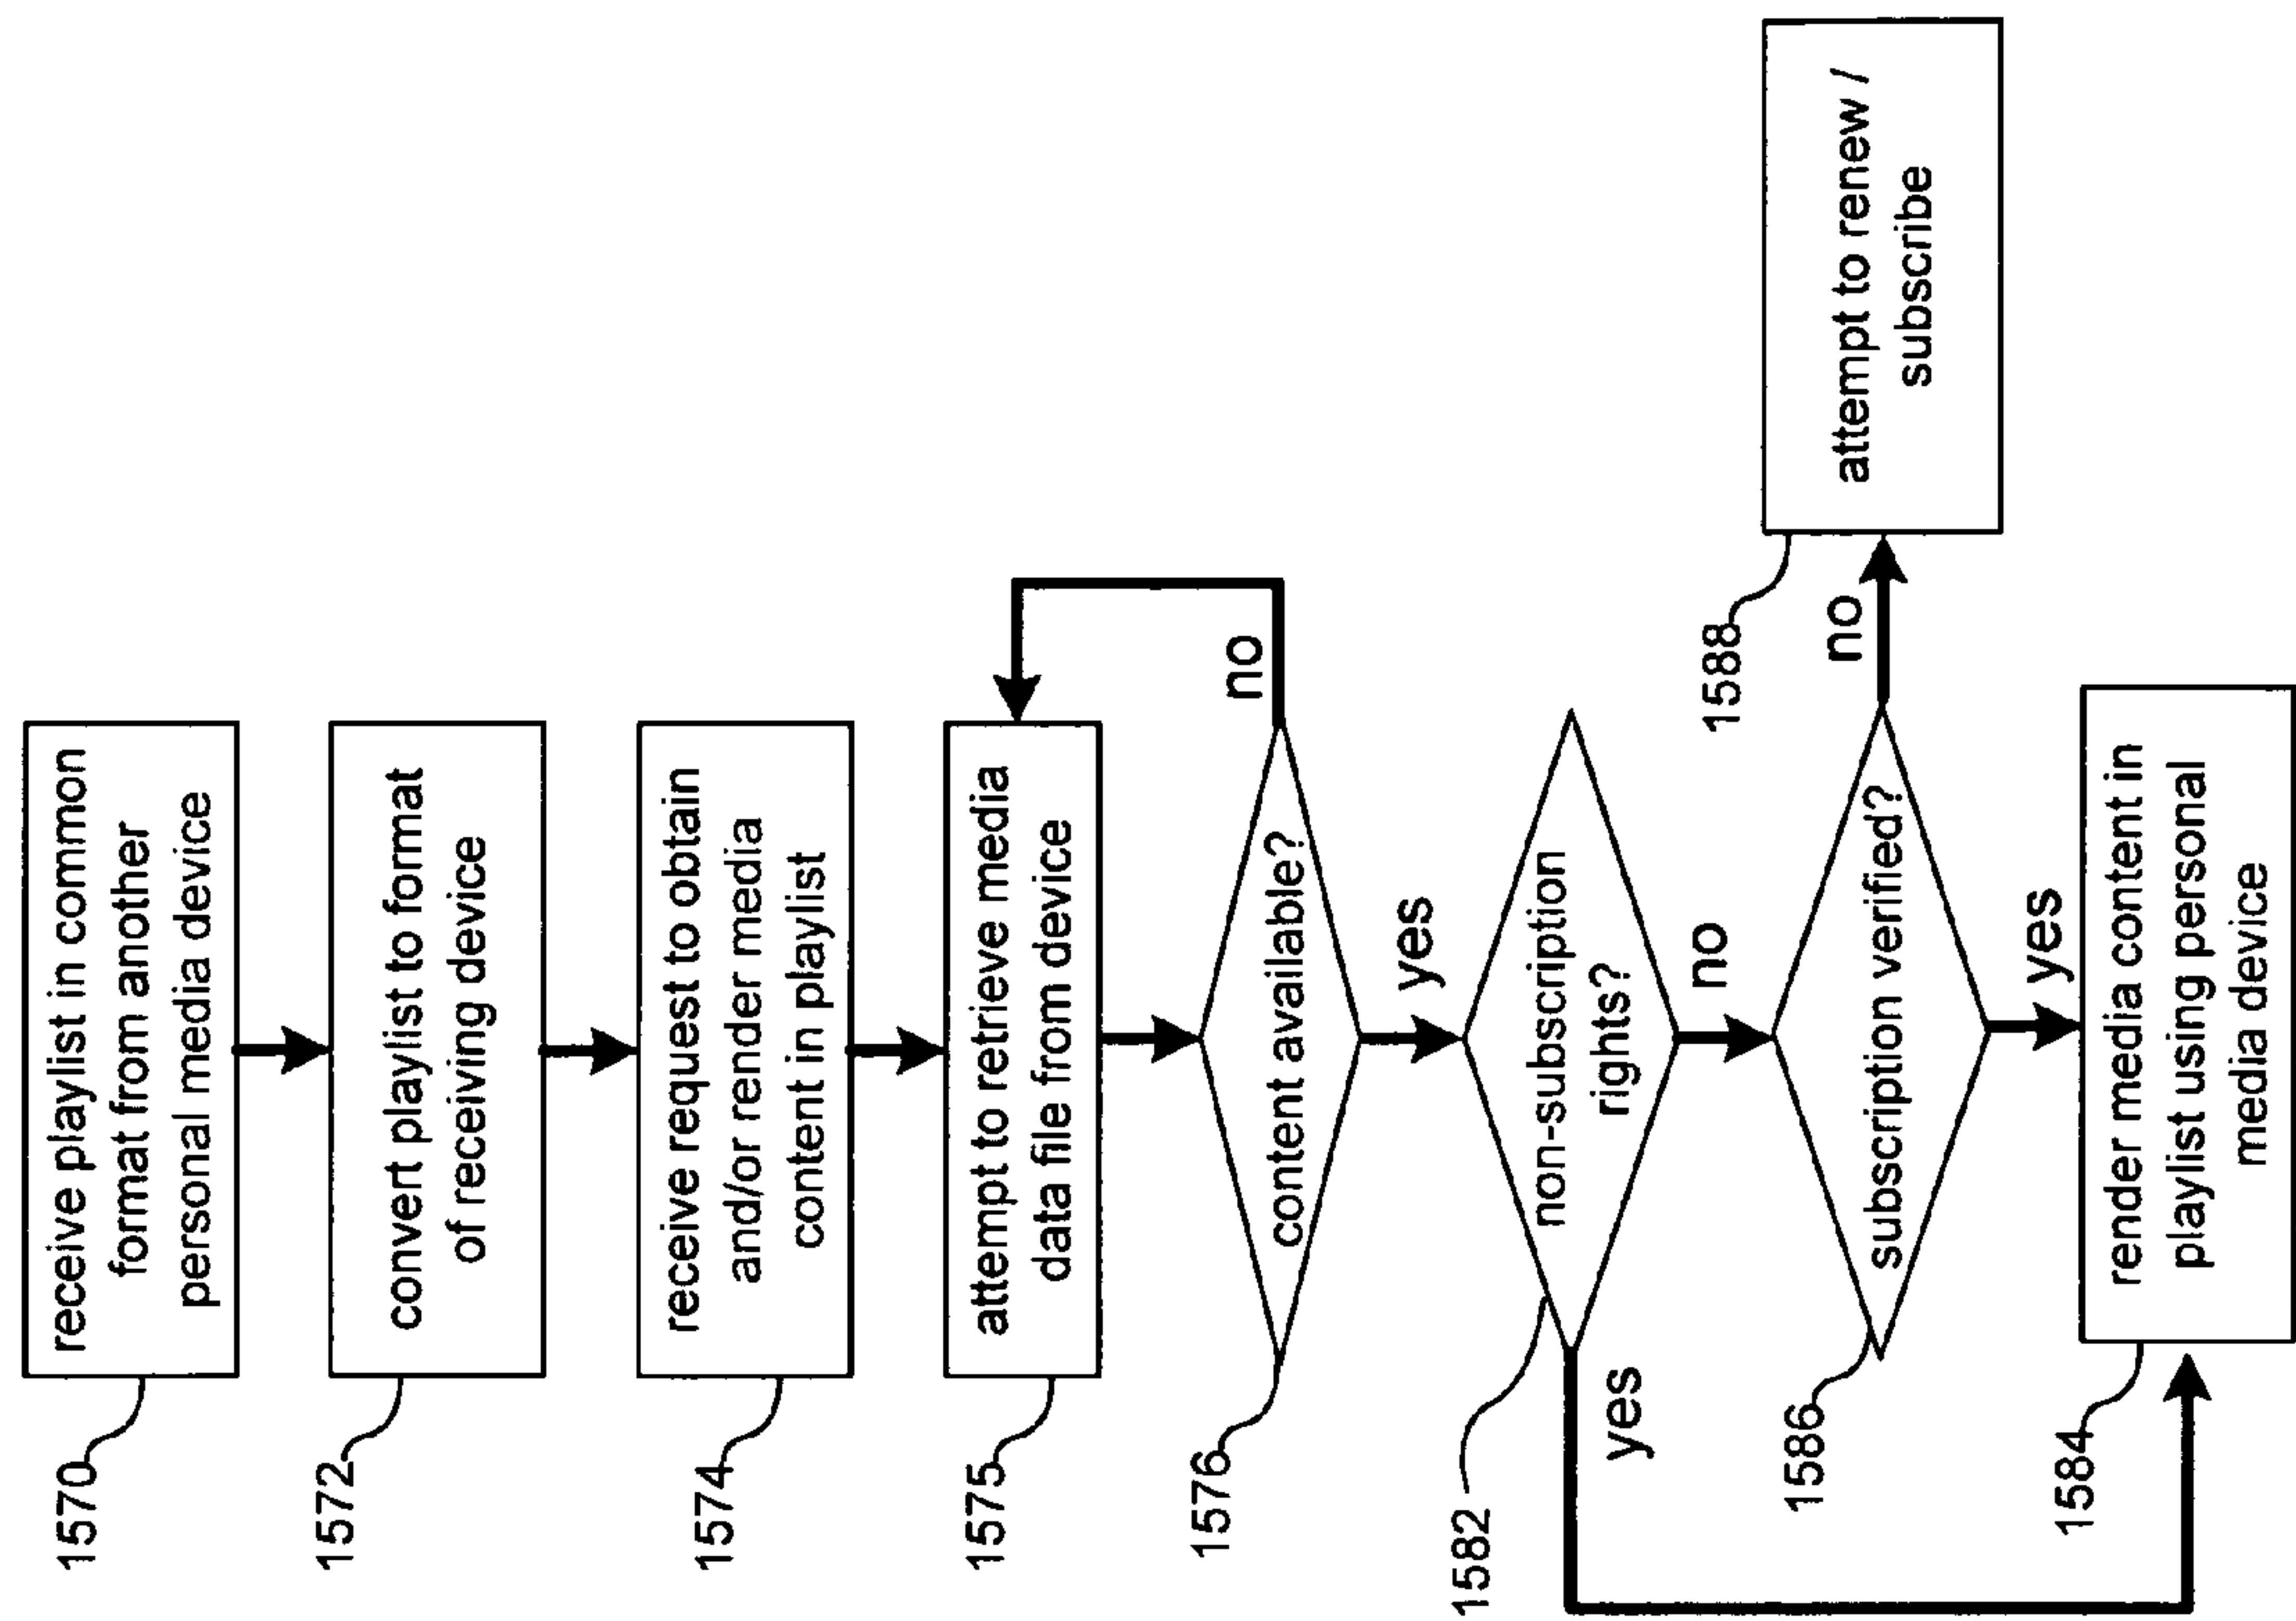 1570
receive playlist in common
format from another
personal media device
1572
convert playlist to format
of receiving device
1574
receive request to obtain
and/or render media
content in playlist
1575
attempt to retrieve media
data file from device
1576
content available?
no
yes
1582
non-subscription
rights?
yes
no
1586
subscription verified?
no
1588
attempt to renew /
subscribe
yes
1584
render media content in
playlist using personal
media device